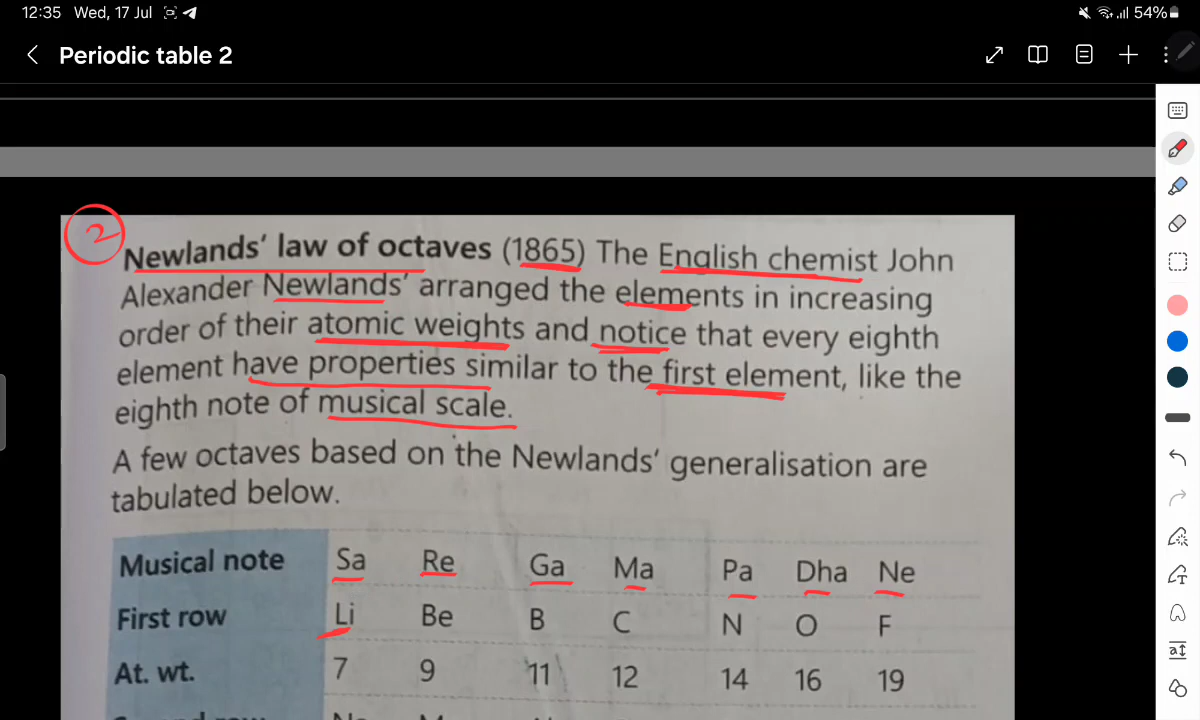 12:35 Wed, 17 Jul 54%
Periodic table 2
2
Newlands' law of octaves (1865) The English chemist John
Alexander Newlands' arranged the elements in increasing
order of their atomic weights and notice that every eighth
element have properties similar to the first element, like the
eighth note of musical scale.
A few octaves based on the Newlands' generalisation are
tabulated below.
Musical note Sa Re Ga Ma Pa Dha Ne
First row Li Be B C N O F
At. wt. 7 9 11 12 14 16 19